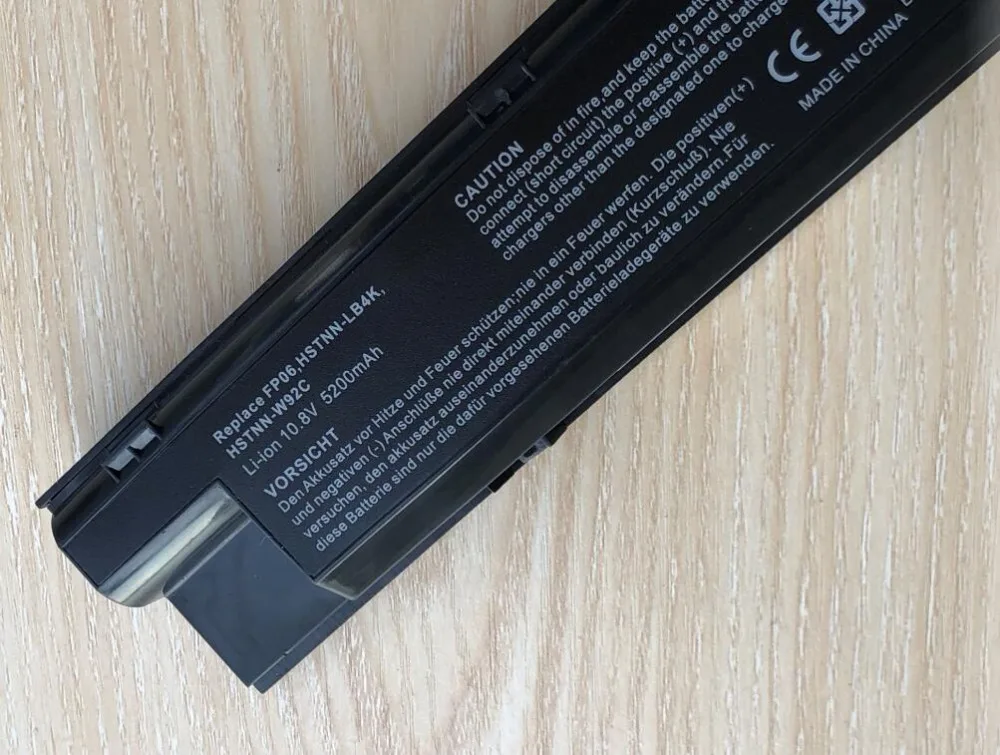 Replace FP06,HSTNN-LB4K,
HSTNN-W92C
Li-ion 10.8V 5200mAh
CAUTION
Do not dispose of in fire,and keep the
connect (short circuit) the positive (+) and
attempt to disassemble or reassemble the
chargers other than the designated one to charge
VORSICHT
Den Akkusatz vor Hitze und Feuer schützen;nie in ein Feuer werfen. Die positiven(+)
und negativen (-) Anschlüße nie direkt miteinander verbinden (Kurzschluß). Nie
versuchen, den akkusatz auseinanderzunehmen oder baulich zu verändern. Für
diese Batterie sind nur die dafür vorgesehenen Batterieladegeräte zu verwenden.
CE
MADE IN CHINA